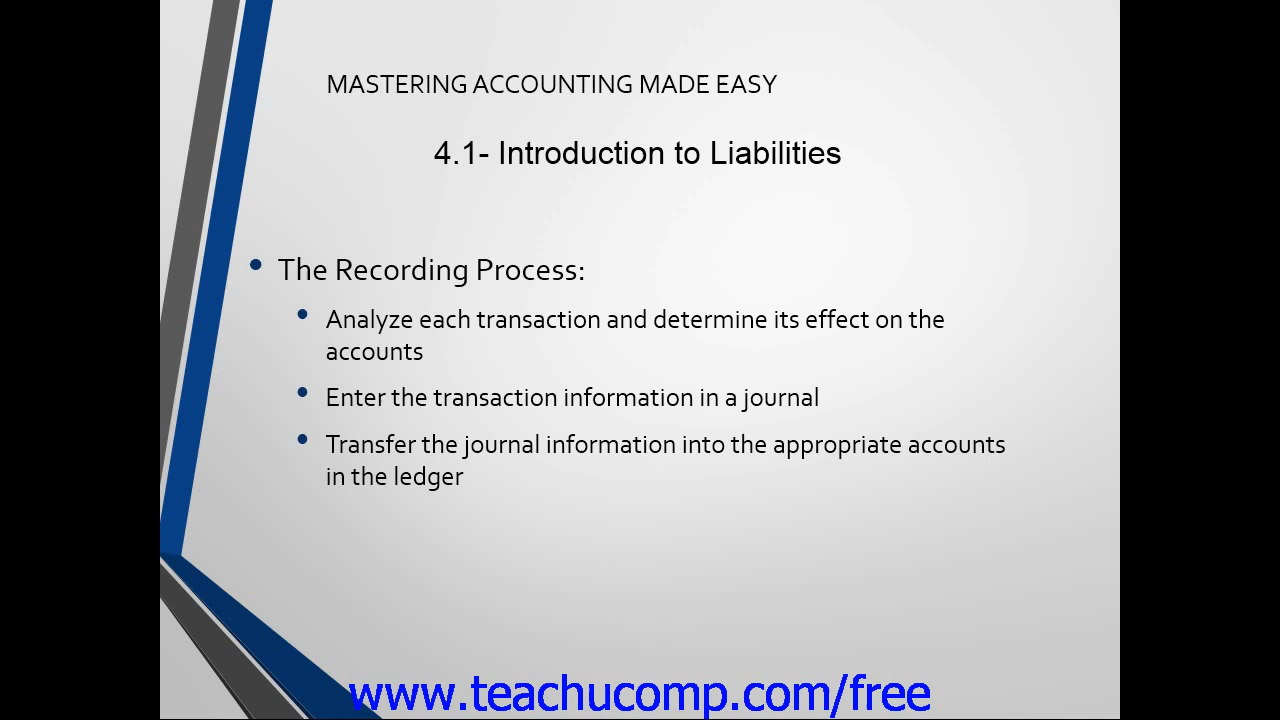 MASTERING ACCOUNTING MADE EASY
4.1- Introduction to Liabilities
• The Recording Process:
• Analyze each transaction and determine its effect on the
accounts
• Enter the transaction information in a journal
• Transfer the journal information into the appropriate accounts
in the ledger
www.teachucomp.com/free